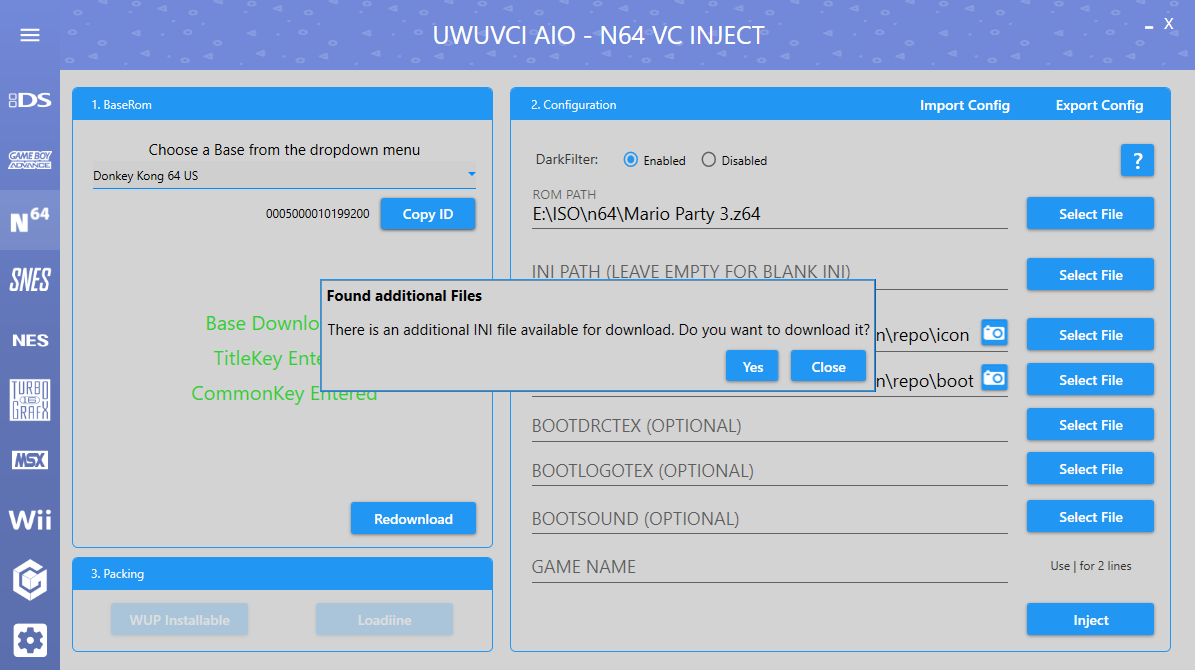 UWUVCI AIO - N64 VC INJECT
X
DS
GAME BOY ADVANCE
N64
SNES
NES
TURBO
16
GRAFX
MSX
Wii
1. BaseRom
Choose a Base from the dropdown menu
Donkey Kong 64 US
0005000010199200
Copy ID
Base Downlo
TitleKey Ente
CommonKey Entered
Redownload
3. Packing
WUP Installable
Loadiine
2. Configuration
Import Config
Export Config
DarkFilter:
Enabled
Disabled
?
ROM PATH
E:\ISO\n64\Mario Party 3.z64
Select File
INI PATH (LEAVE EMPTY FOR BLANK INI)
Select File
Found additional Files
There is an additional INI file available for download. Do you want to download it?
Yes
Close
n\repo\icon
Select File
n\repo\boot
Select File
BOOTDRCTEX (OPTIONAL)
Select File
BOOTLOGOTEX (OPTIONAL)
Select File
BOOTSOUND (OPTIONAL)
Select File
GAME NAME
Use | for 2 lines
Inject